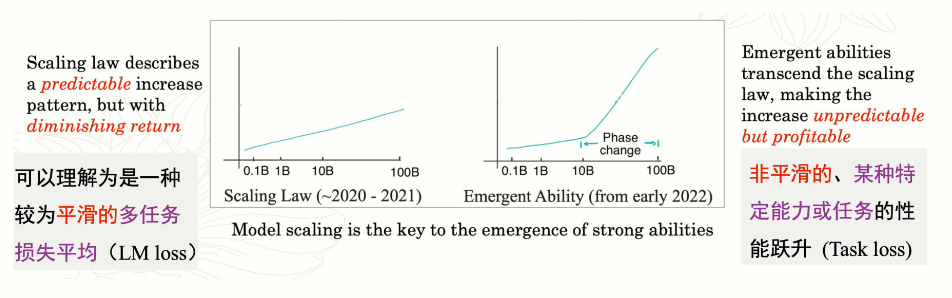 Scaling law describes
a predictable increase
pattern, but with
diminishing return
可以理解为是一种
较为平滑的多任务
损失平均（LM loss）
0.1B 1B 10B 100B
Scaling Law (~2020 - 2021)
Phase
change
0.1B 1B 10B 100B
Emergent Ability (from early 2022)
Model scaling is the key to the emergence of strong abilities
Emergent abilities
transcend the scaling
law, making the
increase unpredictable
but profitable
非平滑的、某种特
定能力或任务的性
能跃升 (Task loss)